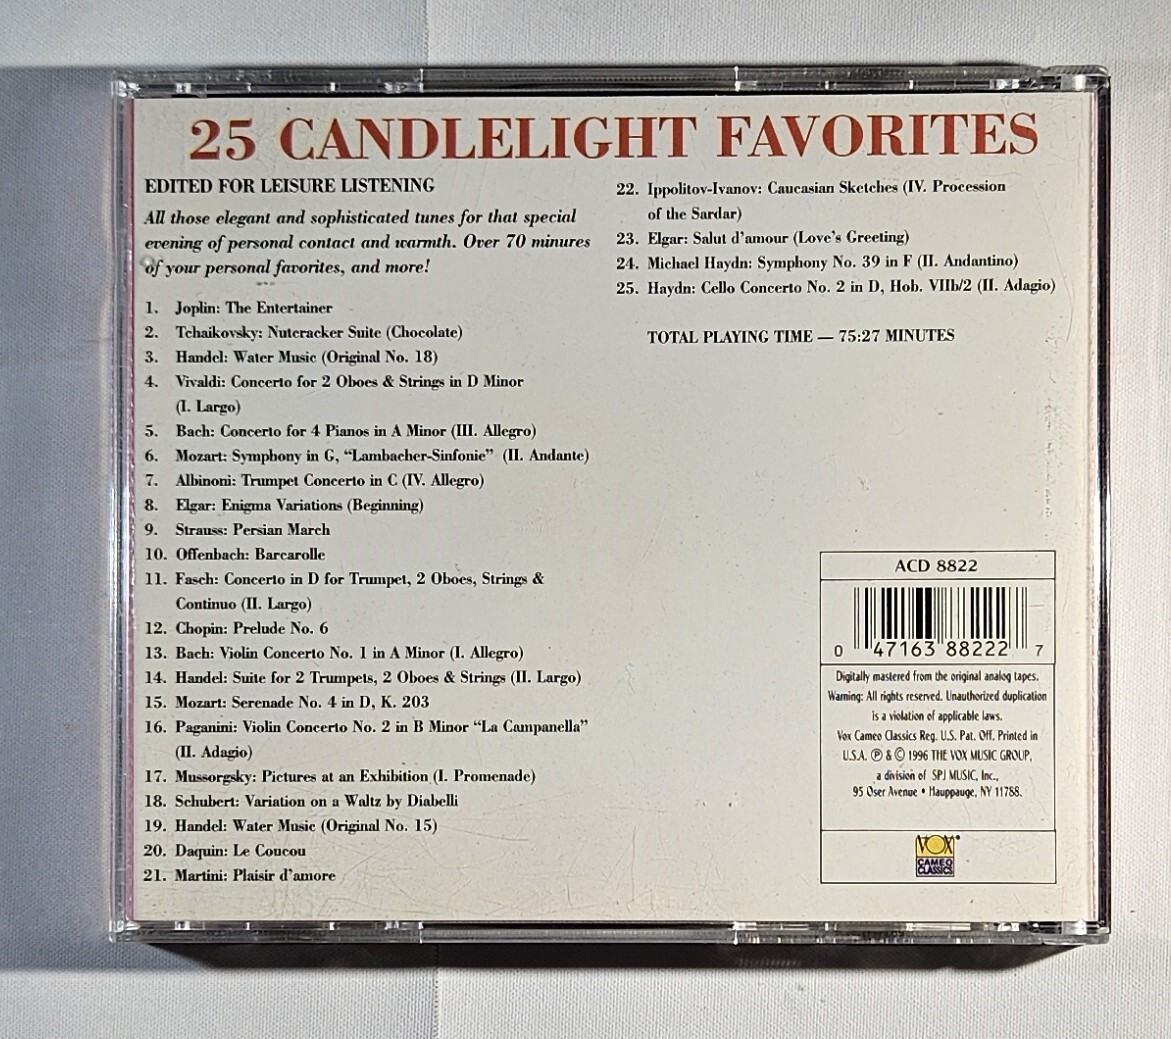 25 CANDLELIGHT FAVORITES
EDITED FOR LEISURE LISTENING
All those elegant and sophisticated tunes for that special
evening of personal contact and warmth. Over 70 minures
of your personal favorites, and more!
1. Joplin: The Entertainer
2. Tchaikovsky: Nutcracker Suite (Chocolate)
3. Handel: Water Music (Original No. 18)
4. Vivaldi: Concerto for 2 Oboes & Strings in D Minor
(I. Largo)
5. Bach: Concerto for 4 Pianos in A Minor (III. Allegro)
6. Mozart: Symphony in G, “Lambacher-Sinfonie” (II. Andante)
7. Albinoni: Trumpet Concerto in C (IV. Allegro)
8. Elgar: Enigma Variations (Beginning)
9. Strauss: Persian March
10. Offenbach: Barcarolle
11. Fasch: Concerto in D for Trumpet, 2 Oboes, Strings &
Continuo (II. Largo)
12. Chopin: Prelude No. 6
13. Bach: Violin Concerto No. 1 in A Minor (I. Allegro)
14. Handel: Suite for 2 Trumpets, 2 Oboes & Strings (II. Largo)
15. Mozart: Serenade No. 4 in D, K. 203
16. Paganini: Violin Concerto No. 2 in B Minor “La Campanella”
(II. Adagio)
17. Mussorgsky: Pictures at an Exhibition (I. Promenade)
18. Schubert: Variation on a Waltz by Diabelli
19. Handel: Water Music (Original No. 15)
20. Daquin: Le Coucou
21. Martini: Plaisir d’amore
22. Ippolitov-Ivanov: Caucasian Sketches (IV. Procession
of the Sardar)
23. Elgar: Salut d’amour (Love’s Greeting)
24. Michael Haydn: Symphony No. 39 in F (II. Andantino)
25. Haydn: Cello Concerto No. 2 in D, Hob. VIIb/2 (II. Adagio)
TOTAL PLAYING TIME — 75:27 MINUTES
ACD 8822
0 47163 88222 7
Digitally mastered from the original analog tapes.
Warning: All rights reserved. Unauthorized duplication
is a violation of applicable laws.
Vox Cameo Classics Reg. U.S. Pat. Off. Printed in
U.S.A. ℗ & © 1996 THE VOX MUSIC GROUP,
a division of SPJ MUSIC, Inc.,
95 Oser Avenue • Hauppauge, NY 11788.
VOX
CAMEO
CLASSICS